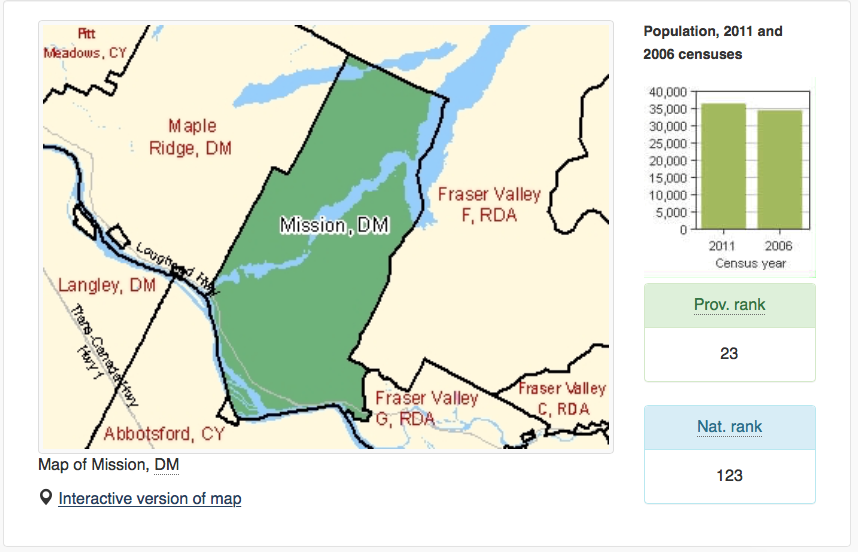 Pitt
Meadows, CY
Maple
Ridge, DM
Fraser Valley
F, RDA
Mission, DM
Lougheed Hwy
Langley, DM
Trans-Canada Hwy
Hwy 1
Fraser Valley
G, RDA
Fraser Valley
C, RDA
Abbotsford, CY
Map of Mission, DM
Interactive version of map
Population, 2011 and
2006 censuses
40,000
35,000
30,000
25,000
20,000
15,000
10,000
5,000
0
2011 2006
Census year
Prov. rank
23
Nat. rank
123